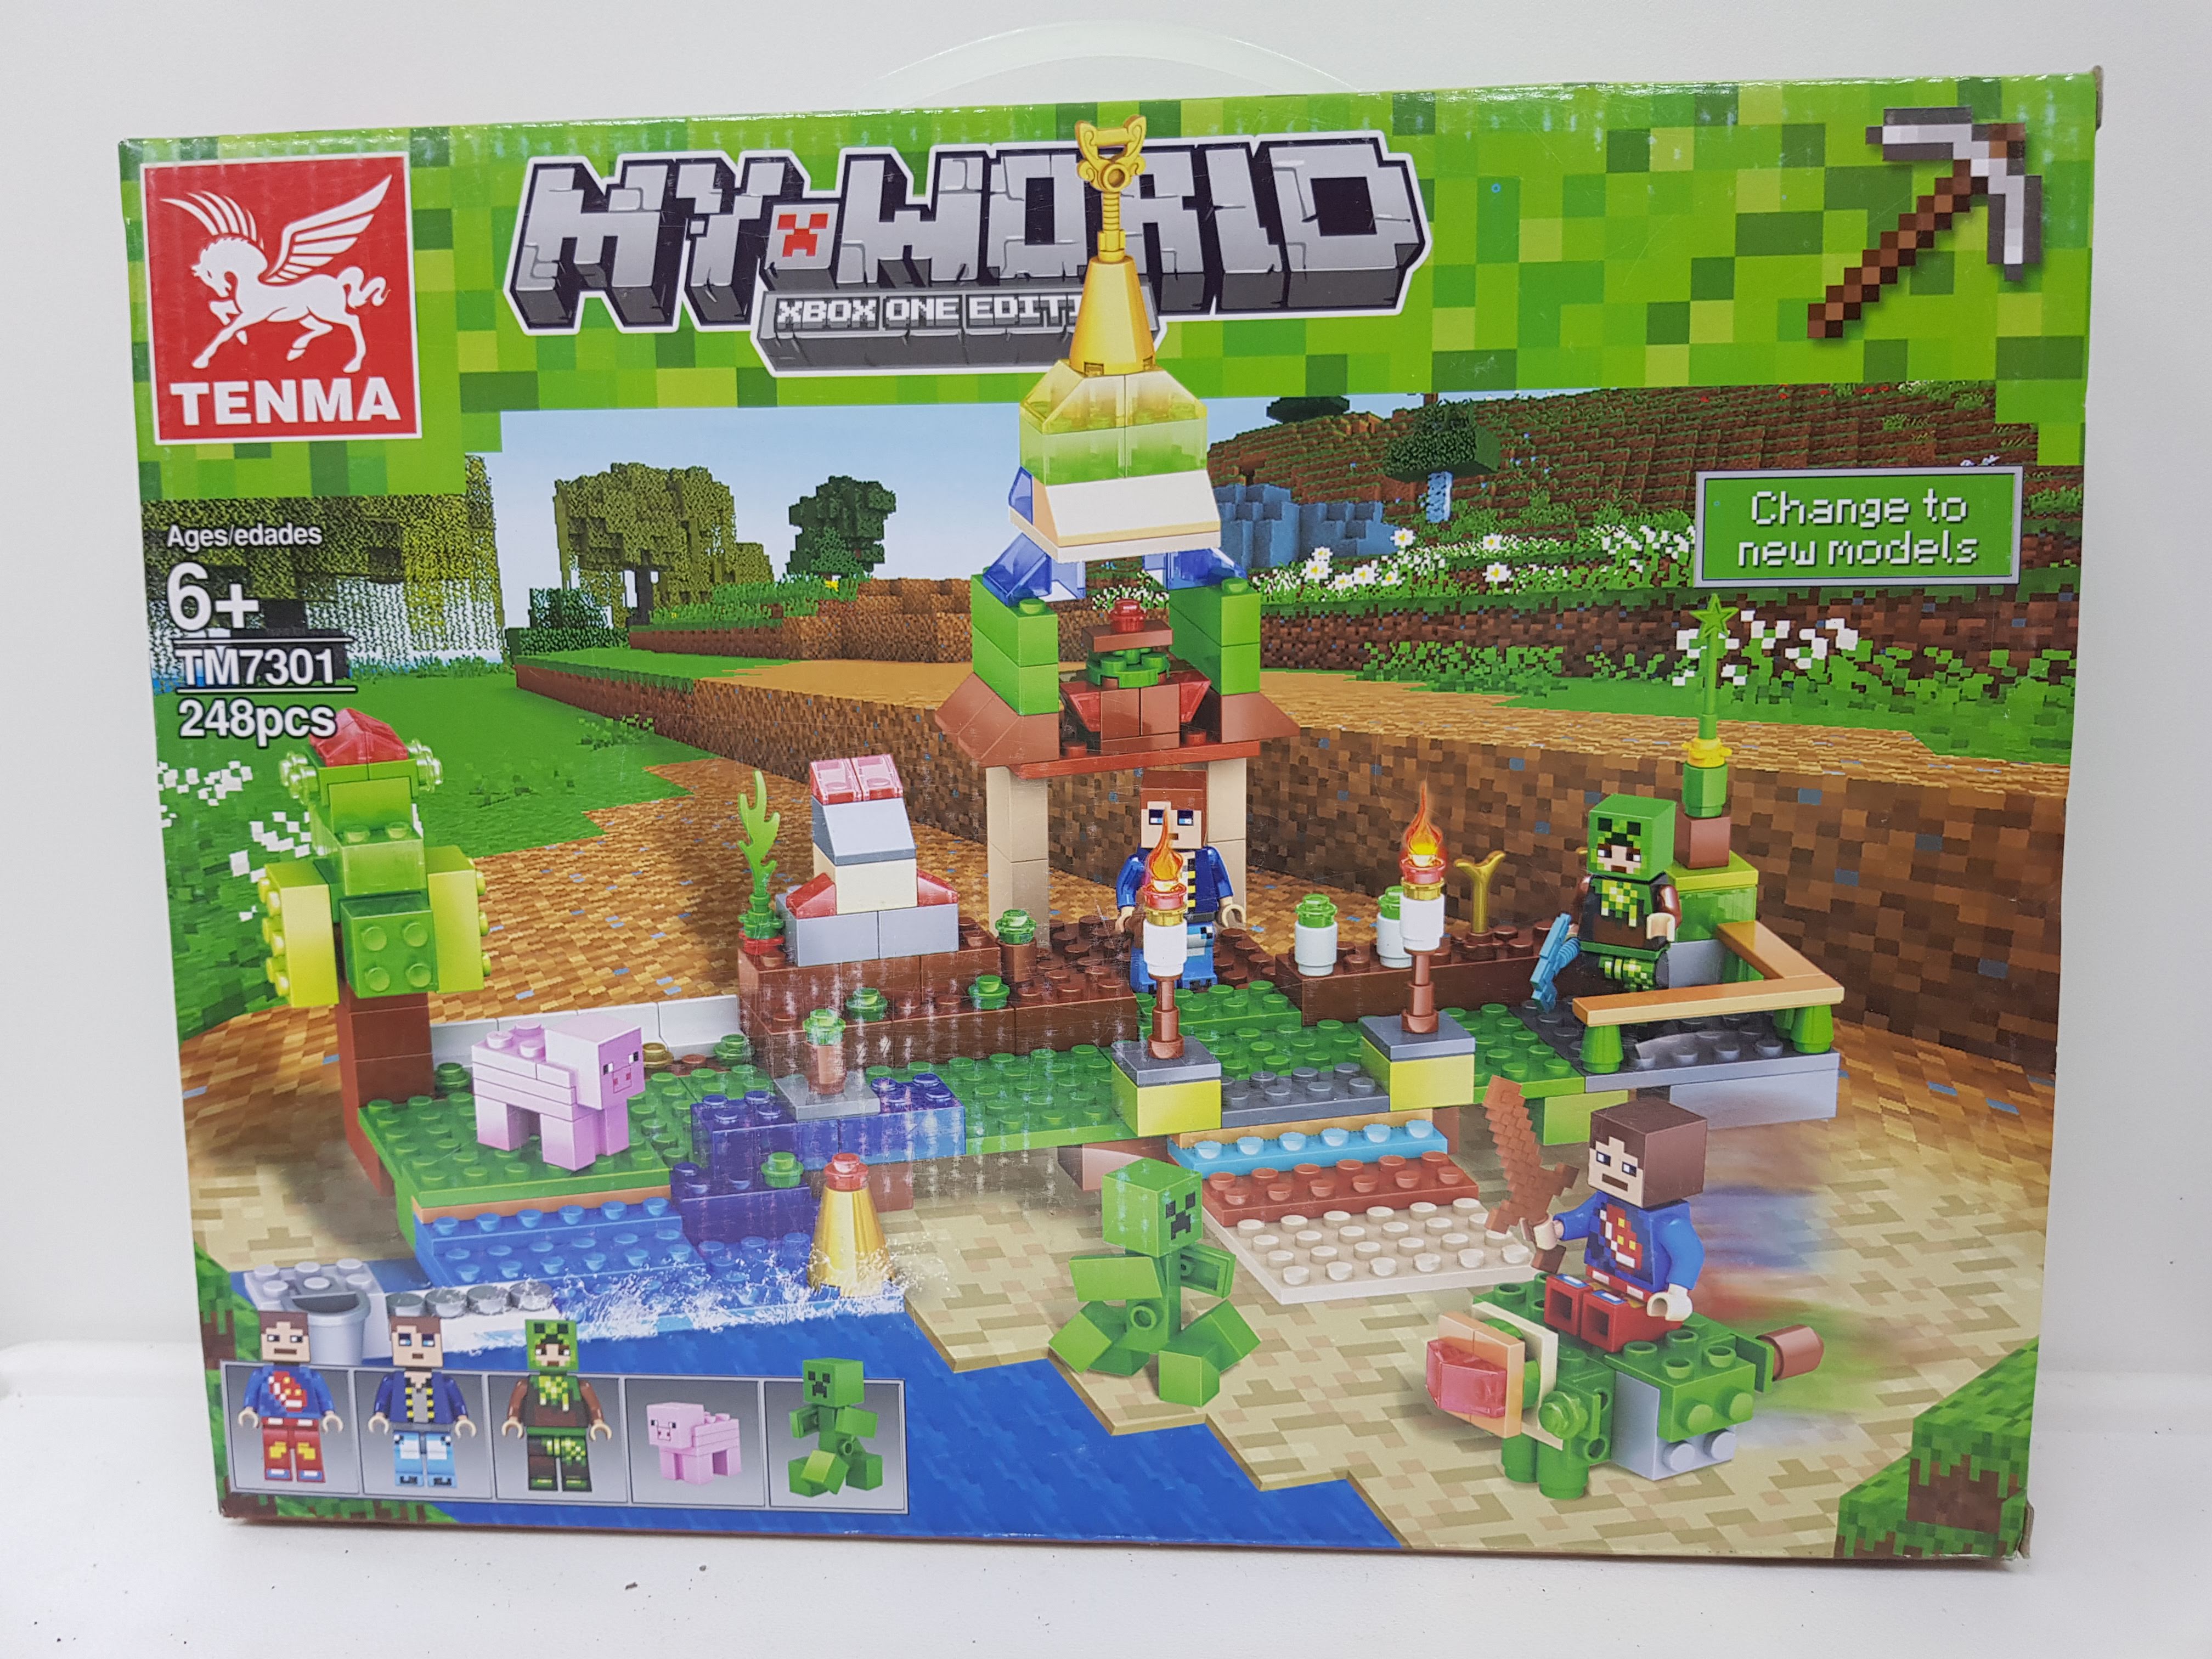 TENMA
MY WORLD
XBOX ONE EDITI
Ages/edades
6+
TM7301
248pcs
Change to
new models